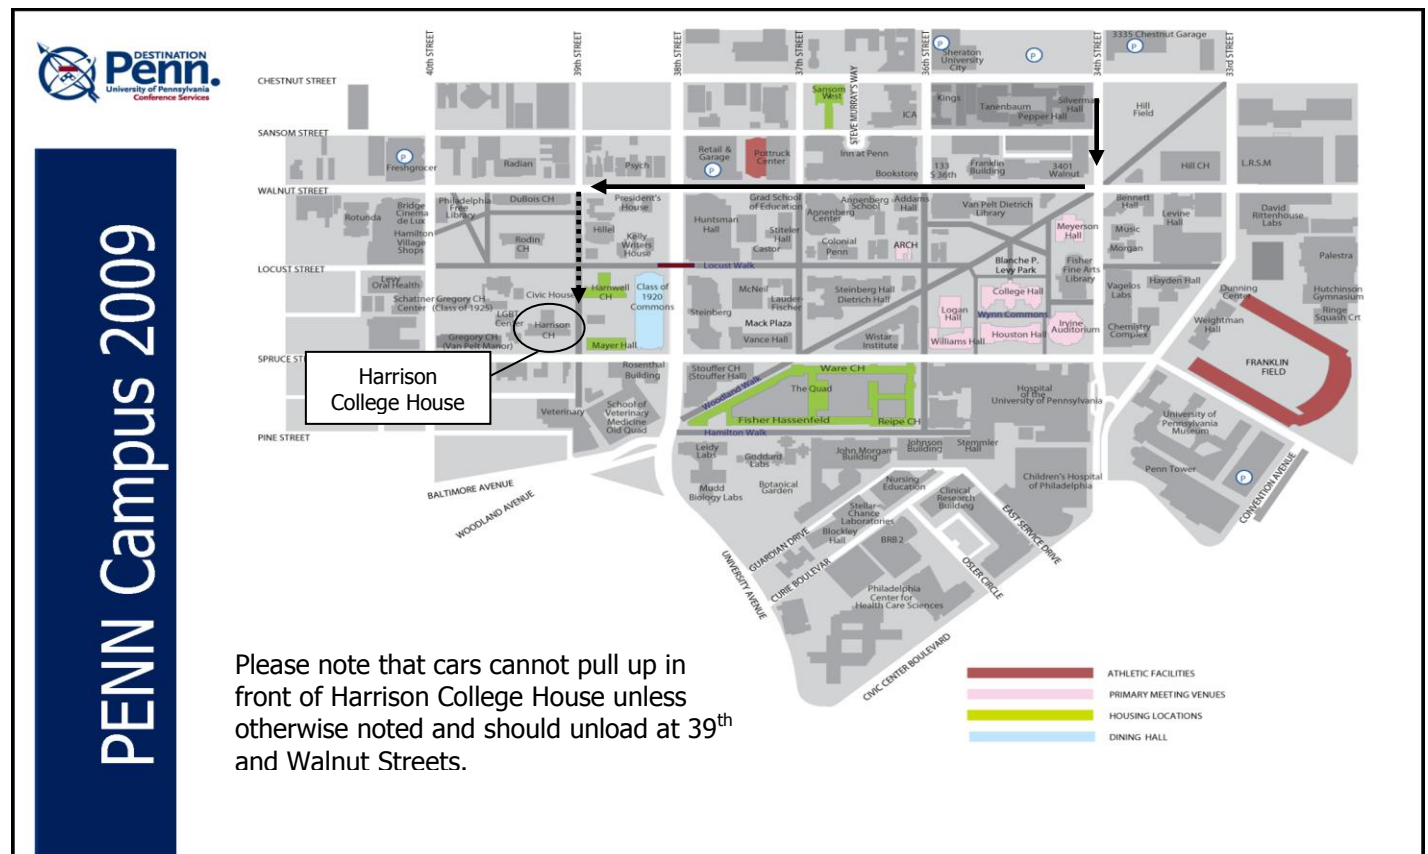 DESTINATION
Penn.
University of Pennsylvania
Conference Services
PENN Campus 2009
40th STREET
39th STREET
38th STREET
37th STREET
STEVE MURRAY'S WAY
36th STREET
34th STREET
33rd STREET
CHESTNUT STREET
SANSOM STREET
WALNUT STREET
LOCUST STREET
SPRUCE STR
PINE STREET
BALTIMORE AVENUE
WOODLAND AVENUE
UNIVERSITY AVENUE
GUARDIAN DRIVE
CURIE BOULEVAR
CIVIC CENTER BOULEVARD
OSLER CIRCLE
EAST SERVICE DRIVE
CONVENTION AVENUE
P
Sheraton
University
City
P
3335 Chestnut Garage
P
Sansom
West
ICA
Kings
Tanenbaum
Silverman
Hall
Pepper Hall
Hill
Field
P
Freshgrocer
Radian
Psych
Retail &
Garage
P
Pottruck
Center
Inn at Penn
Bookstore
133
S 36th
Franklin
Building
3401
Walnut
Hill CH
L.R.S.M
Rotunda
Bridge
Cinema
de Lux
Hamilton
Village
Shops
Philadelphia
Free
Library
DuBois CH
Rodin
CH
President's
House
Hillel
Kelly
Writers
House
Huntsman
Hall
Grad School
of Education
Stiteler
Hall
Castor
Annenberg
School
Annenberg
Center
Addams
Hall
Colonial
Penn
ARCH
Van Pelt Dietrich
Library
Meyerson
Hall
Bennett
Hall
Music
Morgan
Levine
Hall
David
Rittenhouse
Labs
Palestra
Locust Walk
Levy
Oral Health
Schattner
Center
Gregory CH
(Class of 1925)
Civic House
LGBT
Center
Harrison
CH
Gregory CH
(Van Pelt Manor)
Harnwell
CH
Class of
1920
Commons
Mayer Hall
McNeil
Lauder-
Fischer
Steinberg
Mack Plaza
Vance Hall
Steinberg Hall
Dietrich Hall
Wistar
Institute
Blanche P.
Levy Park
College Hall
Logan
Hall
Wynn Commons
Williams Hall
Houston Hall
Irvine
Auditorium
Fisher
Fine Arts
Library
Vagelos
Labs
Hayden Hall
Chemistry
Complex
Dunning
Center
Weightman
Hall
Hutchinson
Gymnasium
Ringe
Squash Crt
FRANKLIN
FIELD
Harrison
College House
Rosenthal
Building
Veterinary
School of
Veterinary
Medicine
Old Quad
Stouffer CH
(Stouffer Hall)
Woodland Walk
Ware CH
The Quad
Fisher Hassenfeld
Reipe CH
Hamilton Walk
Hospital
of the
University of Pennsylvania
University of
Pennsylvania
Museum
Penn Tower
P
Leidy
Labs
Goddard
Labs
Mudd
Biology Labs
Botanical
Garden
John Morgan
Building
Johnson
Building
Stemmler
Hall
Nursing
Education
Clinical
Research
Building
Children's Hospital
of Philadelphia
Stellar-
Chance
Laboratories
Blockley
Hall
BRB 2
Philadelphia
Center for
Health Care Sciences
Please note that cars cannot pull up in
front of Harrison College House unless
otherwise noted and should unload at 39th
and Walnut Streets.
ATHLETIC FACILITIES
PRIMARY MEETING VENUES
HOUSING LOCATIONS
DINING HALL